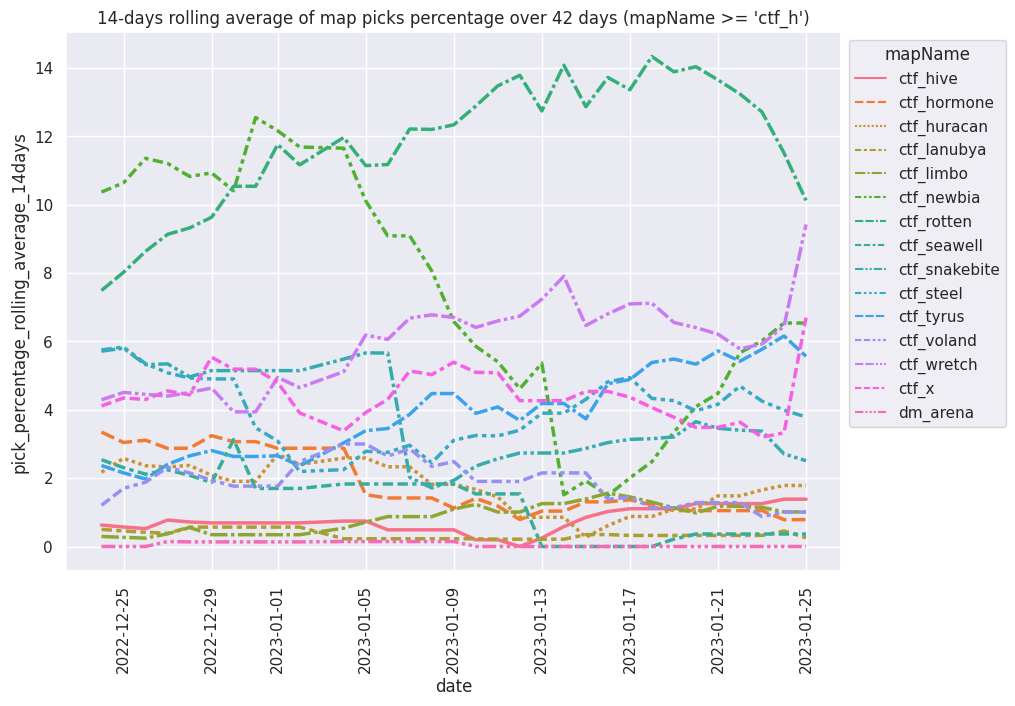 14-days rolling average of map picks percentage over 42 days (mapName >= 'ctf_h')
pick_percentage_rolling_average_14days
14
12
10
8
6
4
2
0
2022-12-25
2022-12-29
2023-01-01
2023-01-05
2023-01-09
2023-01-13
2023-01-17
2023-01-21
2023-01-25
date
mapName
ctf_hive
ctf_hormone
ctf_huracan
ctf_lanubya
ctf_limbo
ctf_newbia
ctf_rotten
ctf_seawell
ctf_snakebite
ctf_steel
ctf_tyrus
ctf_voland
ctf_wretch
ctf_x
dm_arena